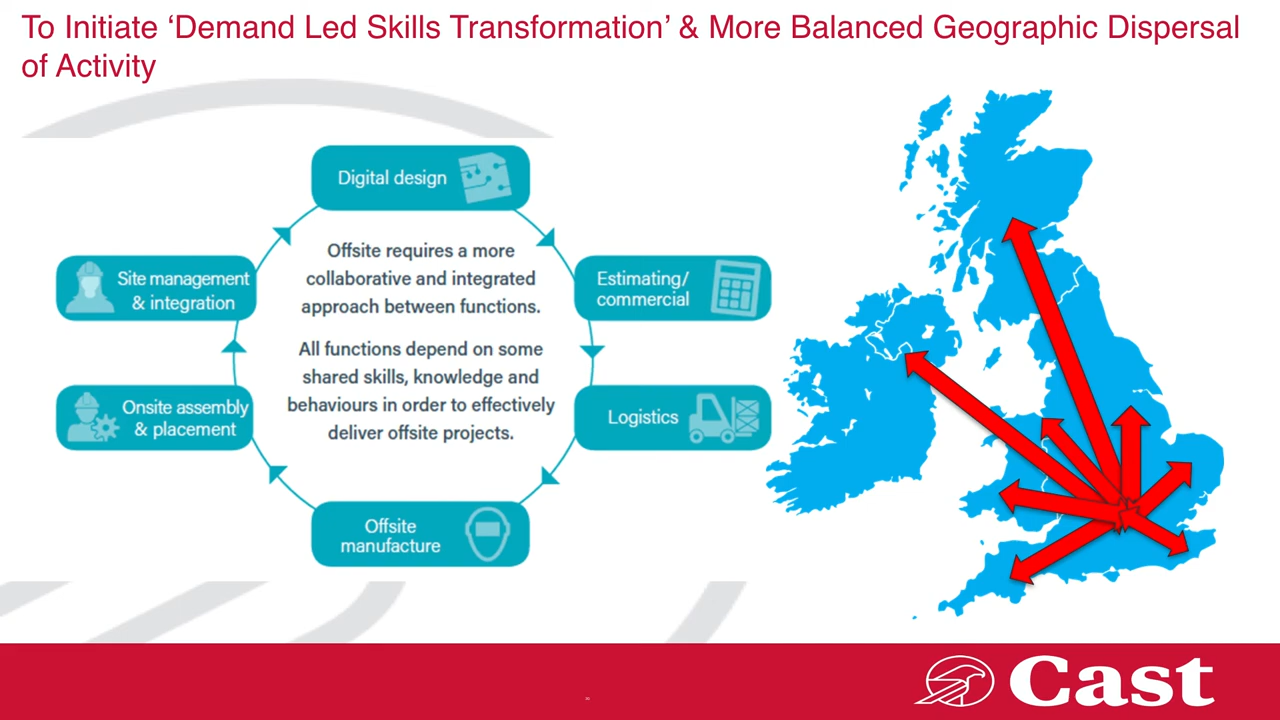 To Initiate ‘Demand Led Skills Transformation’ & More Balanced Geographic Dispersal
of Activity
Digital design
Offsite requires a more
collaborative and integrated
approach between functions.
All functions depend on some
shared skills, knowledge and
behaviours in order to effectively
deliver offsite projects.
Site management
& integration
Estimating/
commercial
Onsite assembly
& placement
Logistics
Offsite
manufacture
Cast